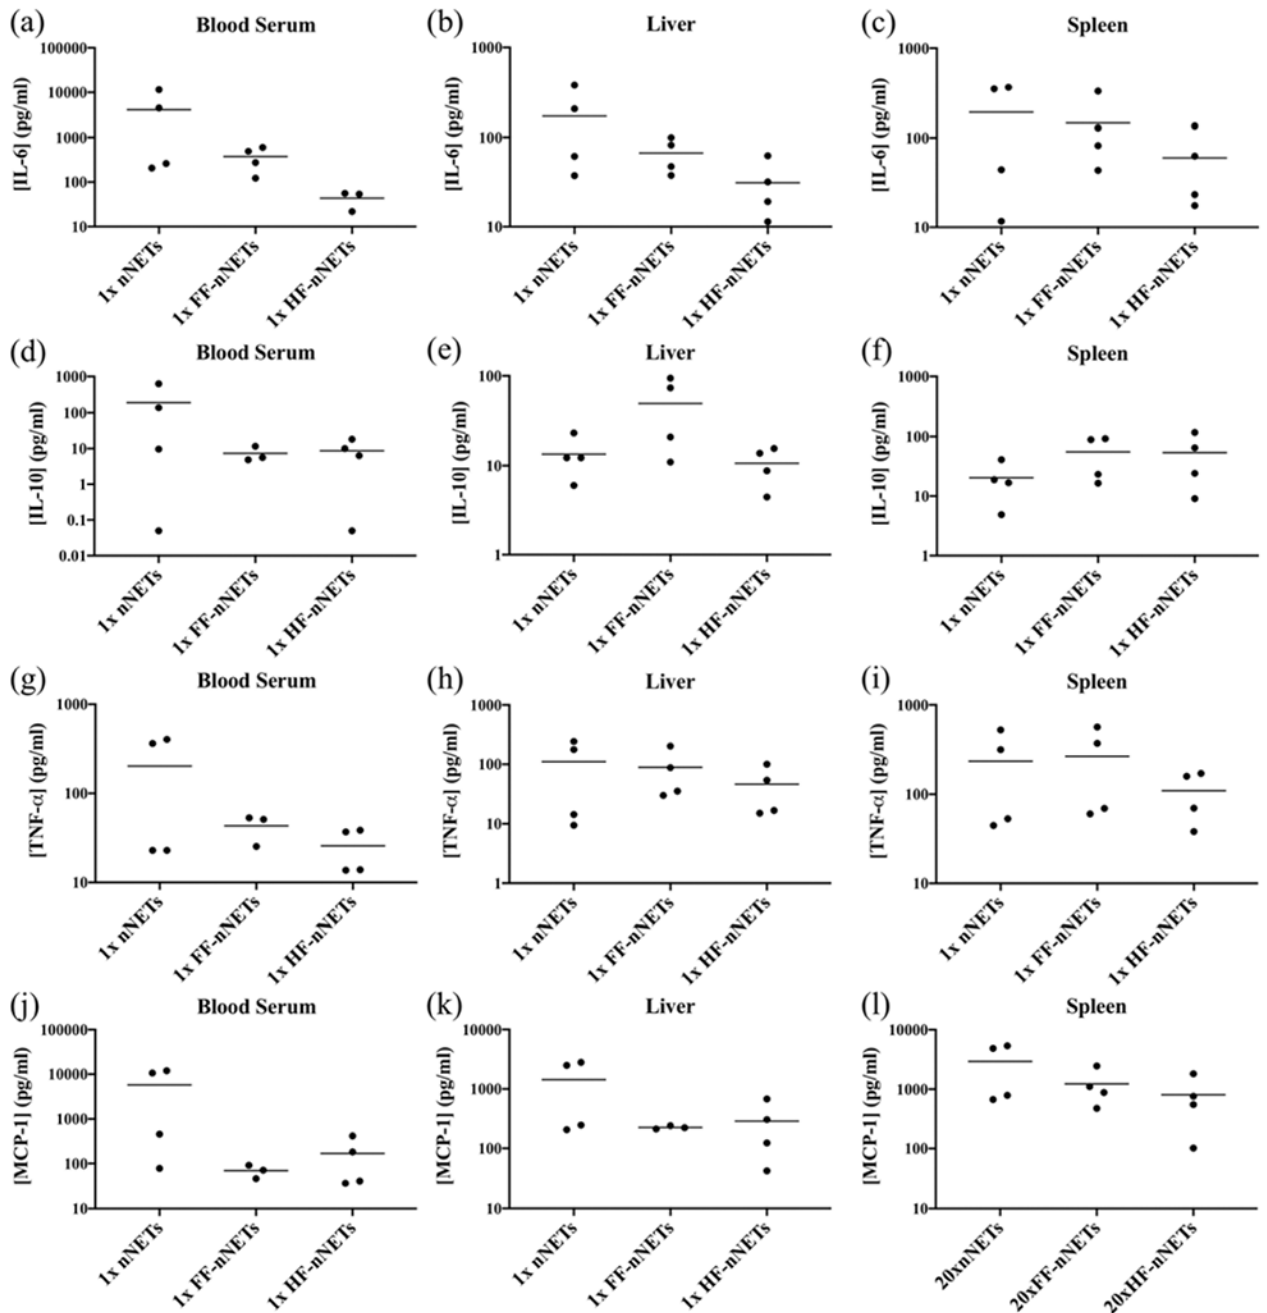 (a)
Blood Serum
[IL-6] (pg/ml)
100000
10000
1000
100
10
1x nNETs
1x FF-nNETs
1x HF-nNETs
(b)
Liver
[IL-6] (pg/ml)
1000
100
10
1x nNETs
1x FF-nNETs
1x HF-nNETs
(c)
Spleen
[IL-6] (pg/ml)
1000
100
10
1x nNETs
1x FF-nNETs
1x HF-nNETs
(d)
Blood Serum
[IL-10] (pg/ml)
1000
100
10
1
0.1
0.01
1x nNETs
1x FF-nNETs
1x HF-nNETs
(e)
Liver
[IL-10] (pg/ml)
100
10
1
1x nNETs
1x FF-nNETs
1x HF-nNETs
(f)
Spleen
[IL-10] (pg/ml)
1000
100
10
1
1x nNETs
1x FF-nNETs
1x HF-nNETs
(g)
Blood Serum
[TNF-α] (pg/ml)
1000
100
10
1x nNETs
1x FF-nNETs
1x HF-nNETs
(h)
Liver
[TNF-α] (pg/ml)
1000
100
10
1
1x nNETs
1x FF-nNETs
1x HF-nNETs
(i)
Spleen
[TNF-α] (pg/ml)
1000
100
10
1x nNETs
1x FF-nNETs
1x HF-nNETs
(j)
Blood Serum
[MCP-1] (pg/ml)
100000
10000
1000
100
10
1x nNETs
1x FF-nNETs
1x HF-nNETs
(k)
Liver
[MCP-1] (pg/ml)
10000
1000
100
10
1x nNETs
1x FF-nNETs
1x HF-nNETs
(l)
Spleen
[MCP-1] (pg/ml)
10000
1000
100
10
20xnNETs
20xFF-nNETs
20xHF-nNETs